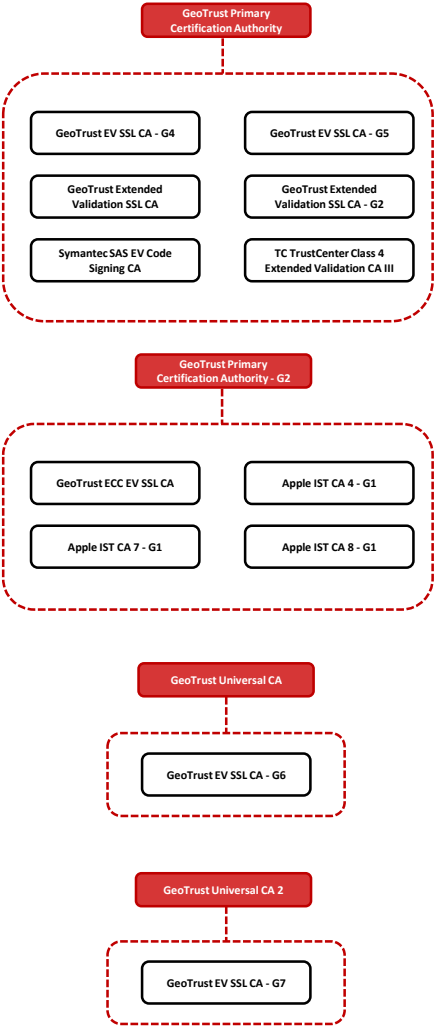 GeoTrust Primary
Certification Authority
GeoTrust EV SSL CA - G4
GeoTrust EV SSL CA - G5
GeoTrust Extended
Validation SSL CA
GeoTrust Extended
Validation SSL CA - G2
Symantec SAS EV Code
Signing CA
TC TrustCenter Class 4
Extended Validation CA III
GeoTrust Primary
Certification Authority - G2
GeoTrust ECC EV SSL CA
Apple IST CA 4 - G1
Apple IST CA 7 - G1
Apple IST CA 8 - G1
GeoTrust Universal CA
GeoTrust EV SSL CA - G6
GeoTrust Universal CA 2
GeoTrust EV SSL CA - G7